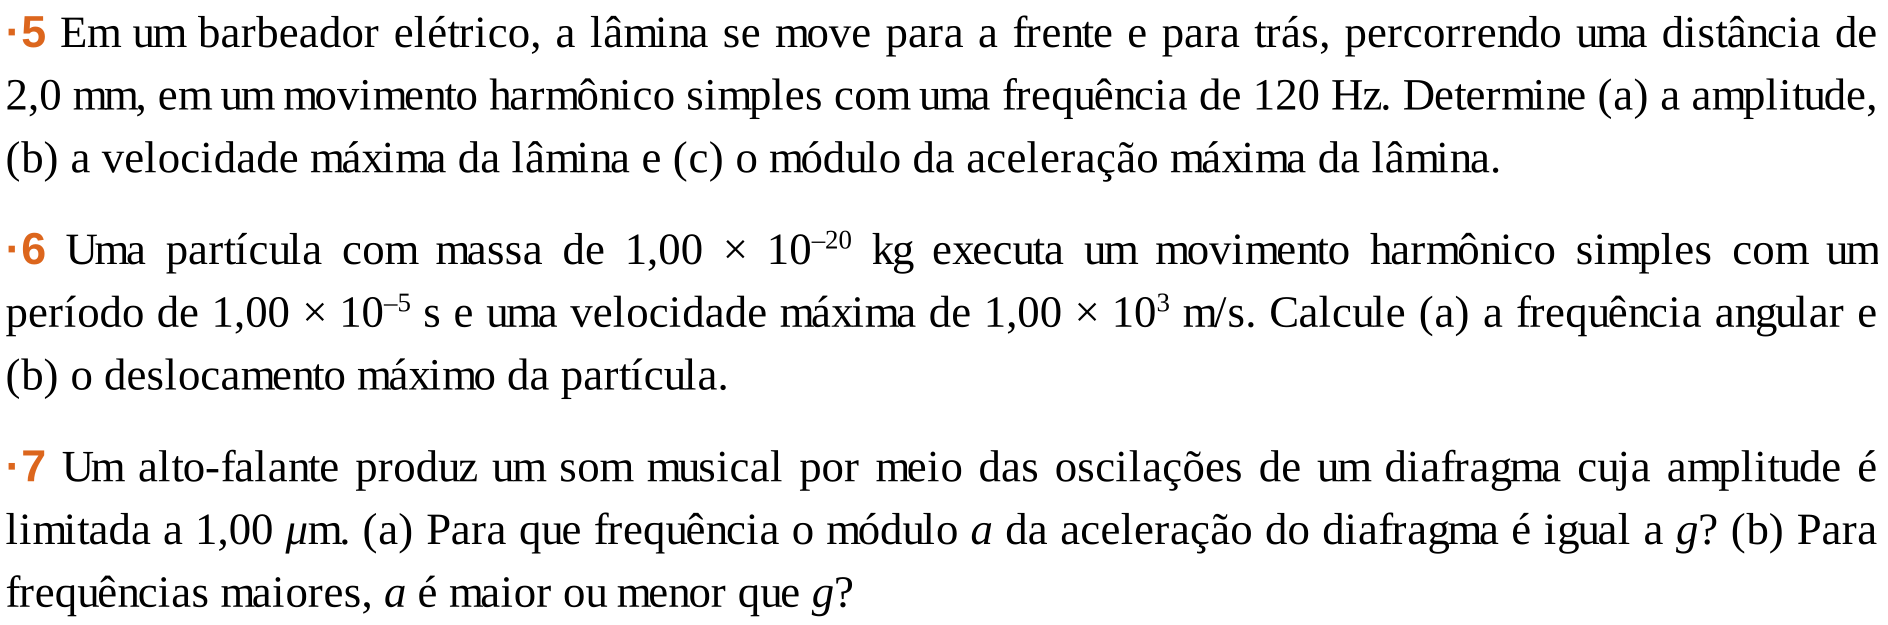 ·5 Em um barbeador elétrico, a lâmina se move para a frente e para trás, percorrendo uma distância de
2,0 mm, em um movimento harmônico simples com uma frequência de 120 Hz. Determine (a) a amplitude,
(b) a velocidade máxima da lâmina e (c) o módulo da aceleração máxima da lâmina.
·6 Uma partícula com massa de 1,00 × 10⁻²⁰ kg executa um movimento harmônico simples com um
período de 1,00 × 10⁻⁵ s e uma velocidade máxima de 1,00 × 10³ m/s. Calcule (a) a frequência angular e
(b) o deslocamento máximo da partícula.
·7 Um alto-falante produz um som musical por meio das oscilações de um diafragma cuja amplitude é
limitada a 1,00 μm. (a) Para que frequência o módulo a da aceleração do diafragma é igual a g? (b) Para
frequências maiores, a é maior ou menor que g?